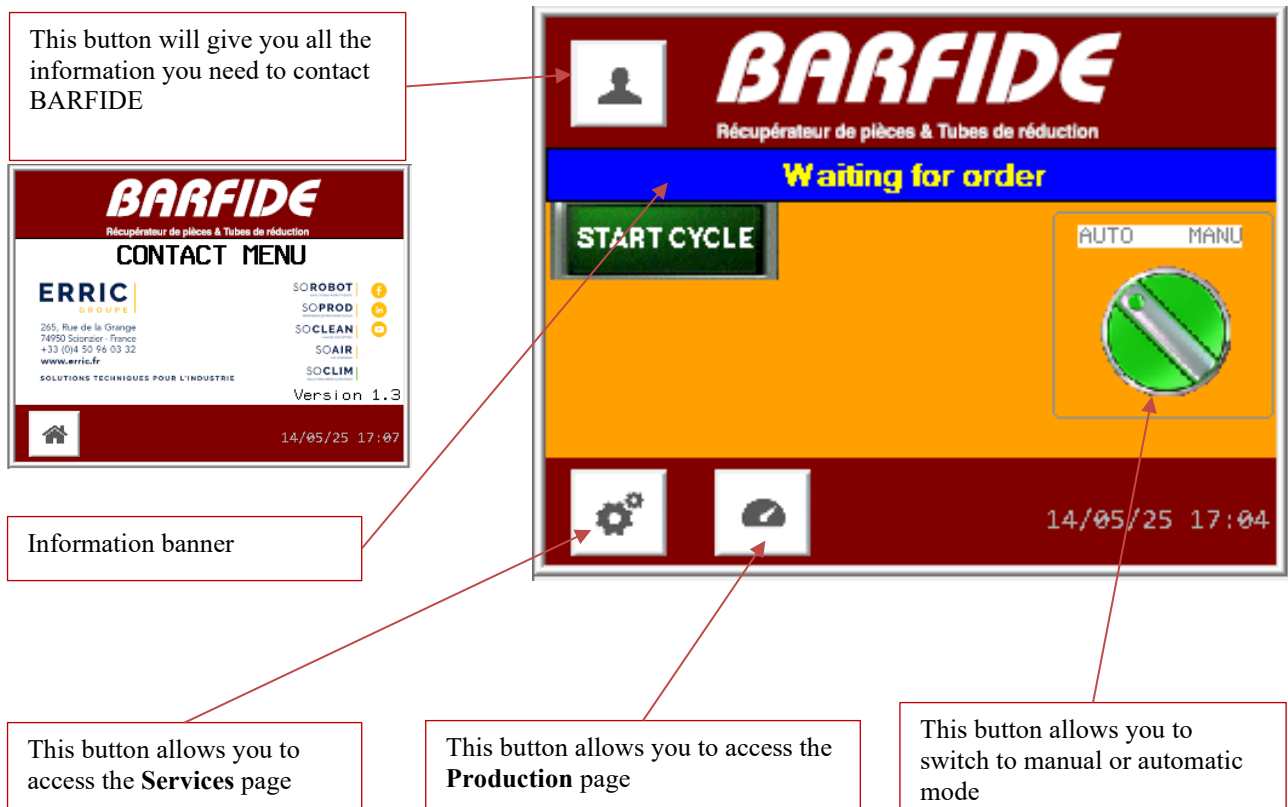 This button will give you all the
information you need to contact
BARFIDE
BARFIDE
Récupérateur de pièces & Tubes de réduction
Waiting for order
START CYCLE
AUTO MANU
14/05/25 17:04
BARFIDE
Récupérateur de pièces & Tubes de réduction
CONTACT MENU
ERRIC
GROUPE
265, Rue de la Grange
74950 Scionzier - France
+33 (0)4 50 96 03 32
www.erric.fr
SOLUTIONS TECHNIQUES POUR L'INDUSTRIE
SOROBOT
SOPROD
SOCLEAN
SOAIR
SOCLIM
Version 1.3
14/05/25 17:07
Information banner
This button allows you to
access the Services page
This button allows you to access the
Production page
This button allows you to
switch to manual or automatic
mode